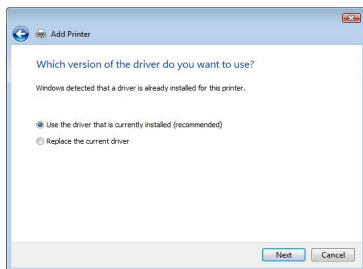 Add Printer
Which version of the driver do you want to use?
Windows detected that a driver is already installed for this printer.
Use the driver that is currently installed (recommended)
Replace the current driver
Next Cancel